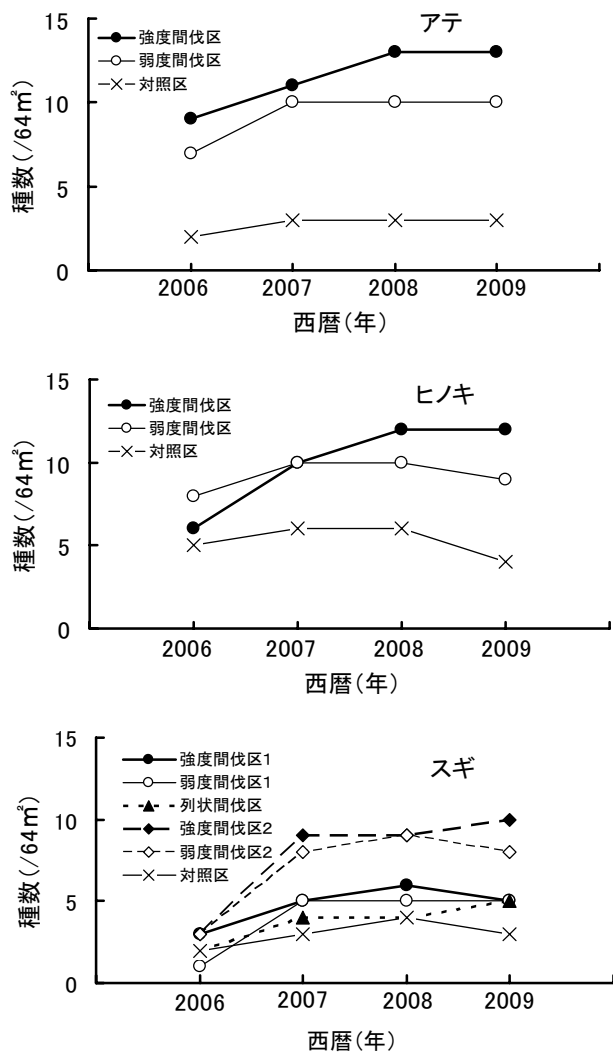 アテ
強度間伐区
弱度間伐区
対照区
種数(/64㎡)
15
10
5
0
2006 2007 2008 2009
西暦(年)
ヒノキ
強度間伐区
弱度間伐区
対照区
種数(/64㎡)
15
10
5
0
2006 2007 2008 2009
西暦(年)
スギ
強度間伐区1
弱度間伐区1
列状間伐区
強度間伐区2
弱度間伐区2
対照区
種数(/64㎡)
15
10
5
0
2006 2007 2008 2009
西暦(年)